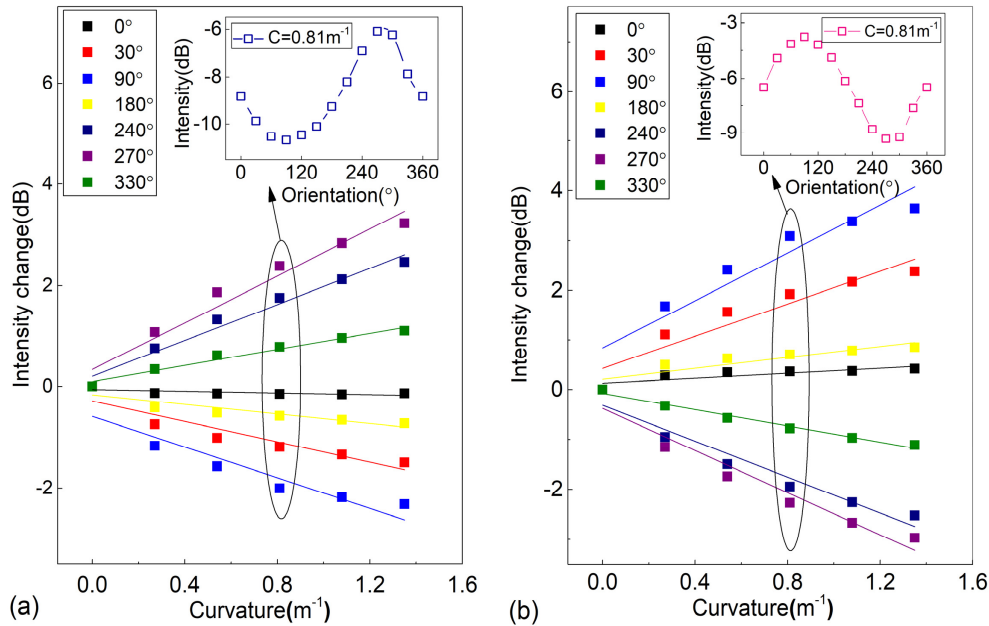 0°
30°
90°
180°
240°
270°
330°
C=0.81m⁻¹
Intensity(dB)
-6
-8
-10
0 120 240 360
Orientation(°)
Intensity change(dB)
6
4
2
0
-2
0.0 0.4 0.8 1.2 1.6
Curvature(m⁻¹)
(a)
0°
30°
90°
180°
240°
270°
330°
C=0.81m⁻¹
Intensity(dB)
-3
-6
-9
0 120 240 360
Orientation(°)
Intensity change(dB)
6
4
2
0
-2
0.0 0.4 0.8 1.2 1.6
Curvature(m⁻¹)
(b)